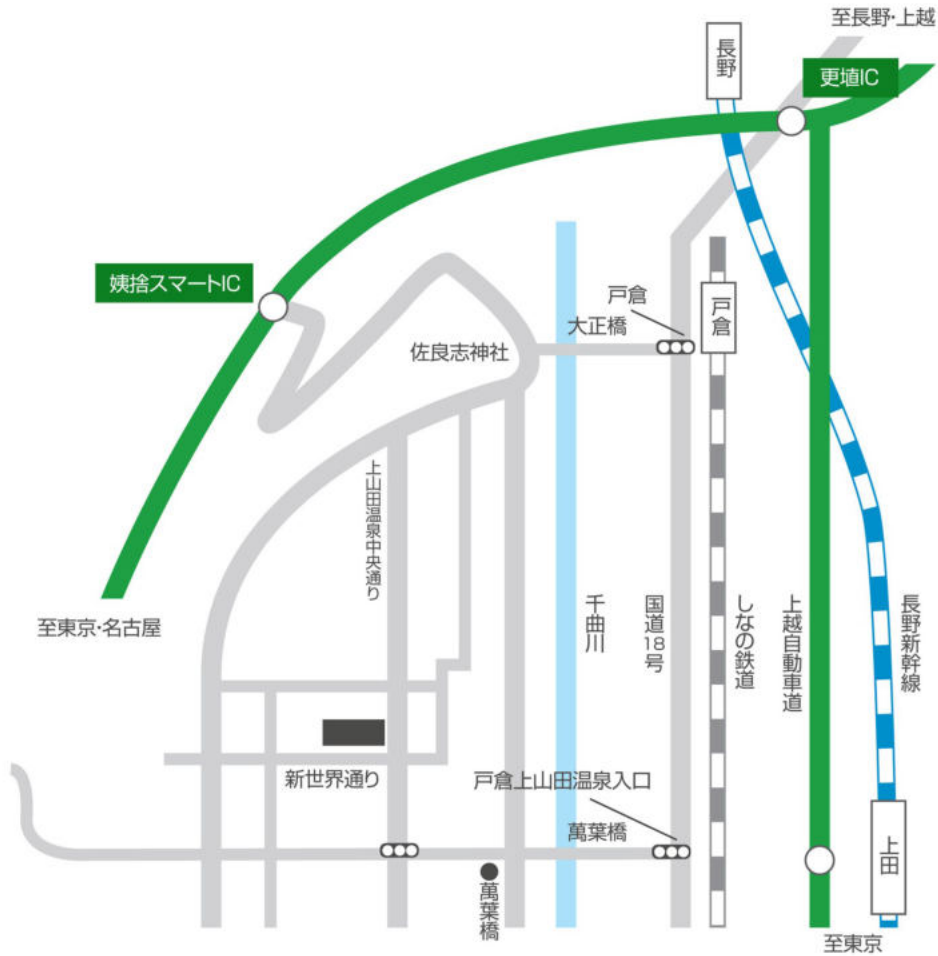 至長野・上越
長野
更埴IC
姨捨スマートIC
戸倉
大正橋
戸倉
佐良志神社
上山田温泉中央通り
至東京・名古屋
千曲川
国道18号
しなの鉄道
上越自動車道
長野新幹線
新世界通り
戸倉上山田温泉入口
萬葉橋
上田
萬葉橋
至東京